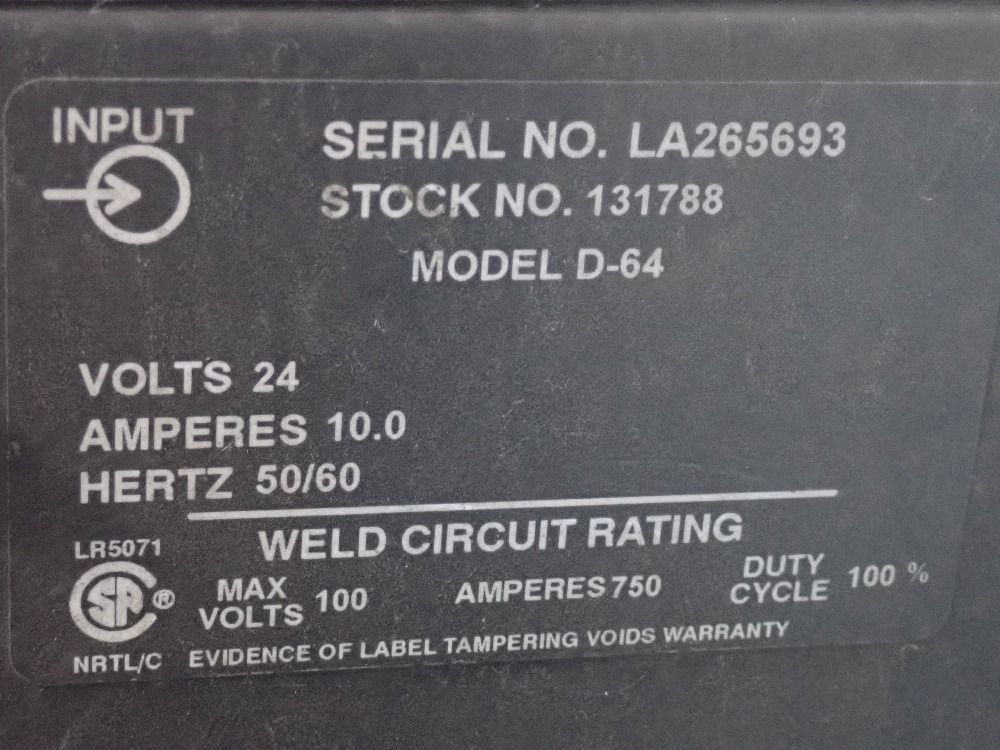 INPUT
SERIAL NO. LA265693
STOCK NO. 131788
MODEL D-64
VOLTS 24
AMPERES 10.0
HERTZ 50/60
WELD CIRCUIT RATING
LR5071
SA ®
NRTL/C
MAX VOLTS 100 AMPERES 750 DUTY CYCLE 100 %
EVIDENCE OF LABEL TAMPERING VOIDS WARRANTY